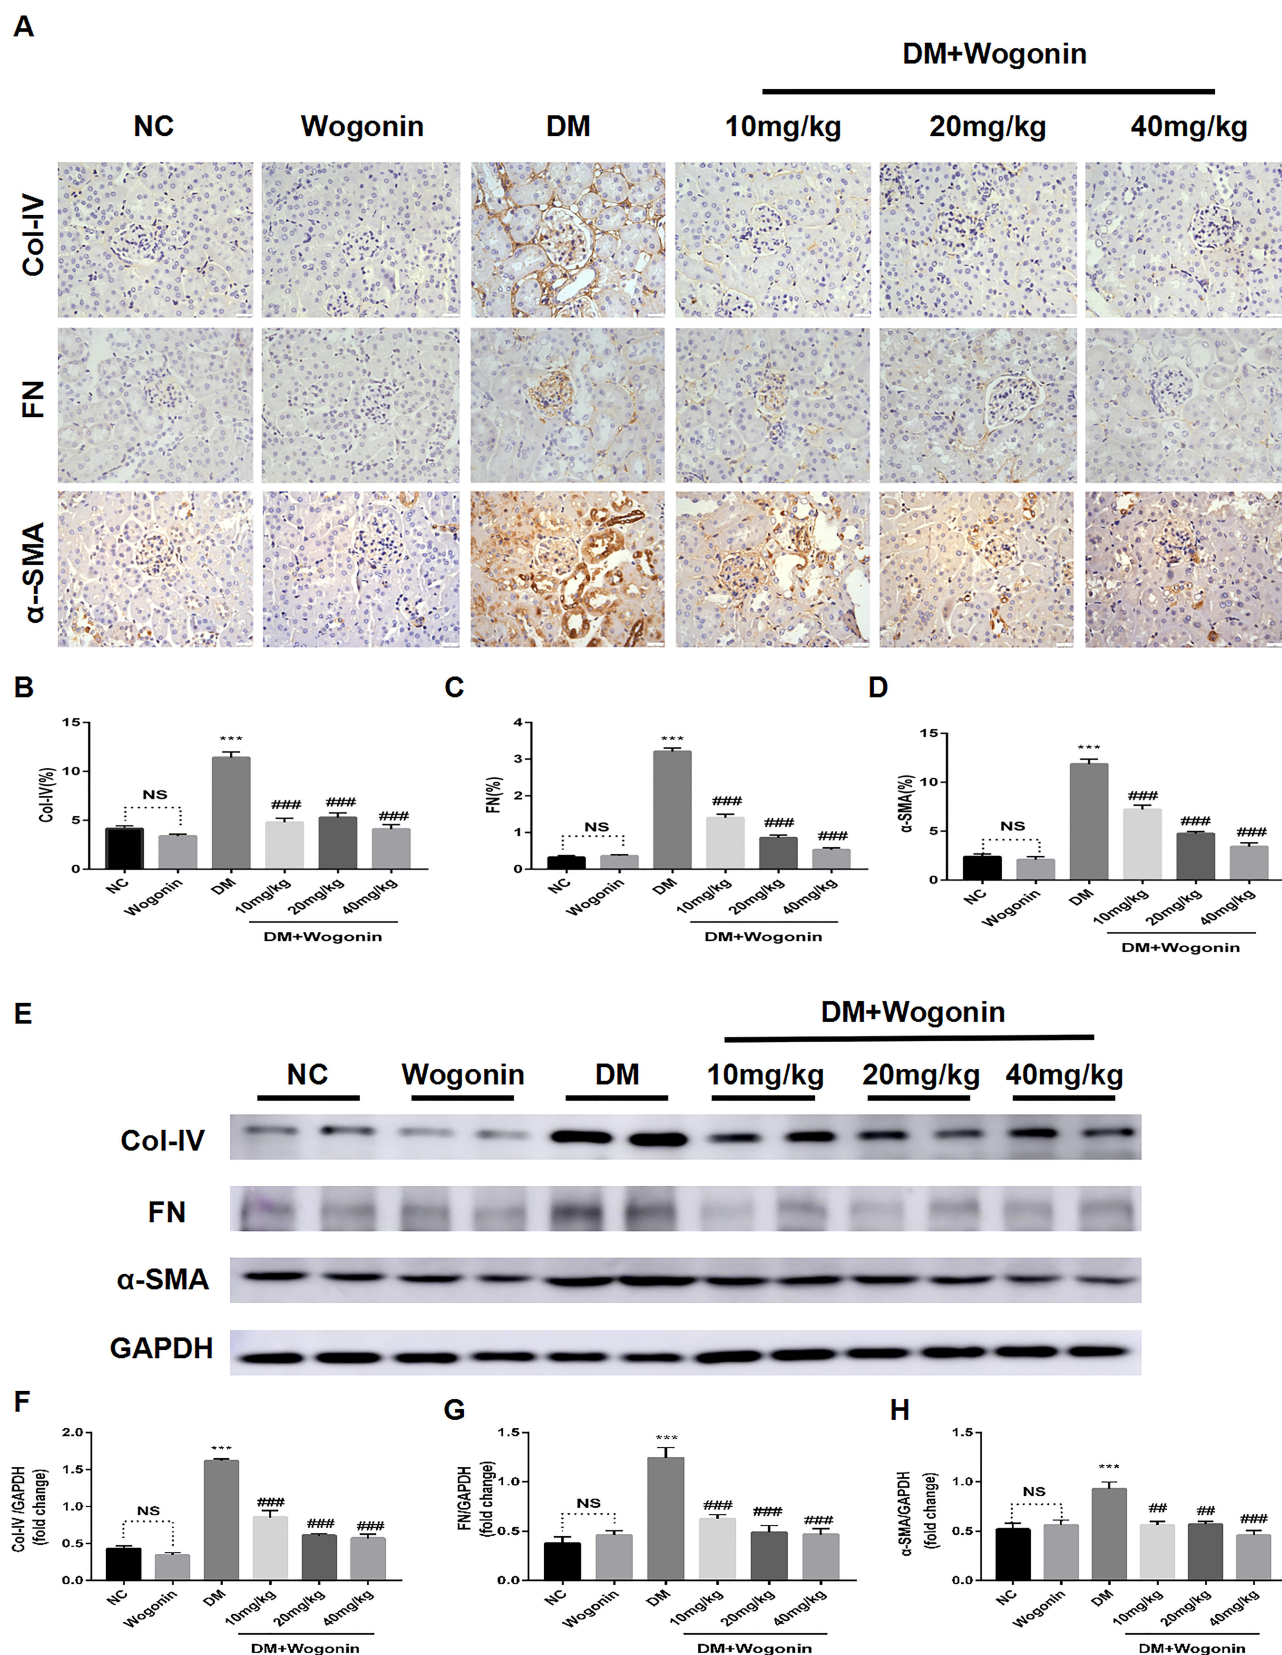 A
DM+Wogonin
NC Wogonin DM 10mg/kg 20mg/kg 40mg/kg
Col-IV
FN
α--SMA
B
Col-IV(%)
15
10
5
0
NS
***
###
###
###
NC Wogonin DM 10mg/kg 20mg/kg 40mg/kg
DM+Wogonin
C
FN(%)
4
3
2
1
0
NS
***
###
###
###
NC Wogonin DM 10mg/kg 20mg/kg 40mg/kg
DM+Wogonin
D
α-SMA(%)
15
10
5
0
NS
***
###
###
###
NC Wogonin DM 10mg/kg 20mg/kg 40mg/kg
DM+Wogonin
E
DM+Wogonin
NC Wogonin DM 10mg/kg 20mg/kg 40mg/kg
Col-IV
FN
α-SMA
GAPDH
F
Col-IV/GAPDH
(fold change)
2.0
1.5
1.0
0.5
0.0
NS
***
###
###
###
NC Wogonin DM 10mg/kg 20mg/kg 40mg/kg
DM+Wogonin
G
FN/GAPDH
(fold change)
1.5
1.0
0.5
0.0
NS
***
###
###
###
NC Wogonin DM 10mg/kg 20mg/kg 40mg/kg
DM+Wogonin
H
α-SMA/GAPDH
(fold change)
1.5
1.0
0.5
0.0
NS
***
##
##
###
NC Wogonin DM 10mg/kg 20mg/kg 40mg/kg
DM+Wogonin